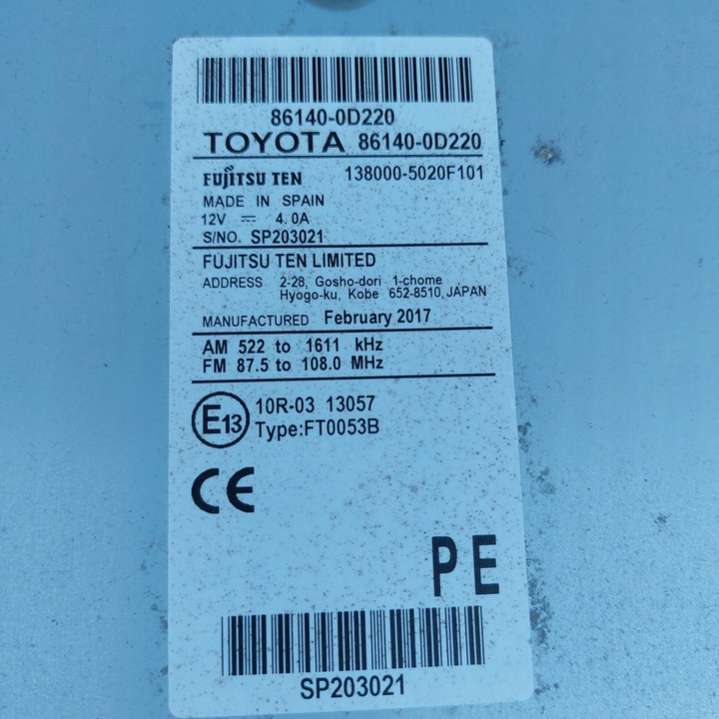 86140-0D220
TOYOTA 86140-0D220
FUJITSU TEN 138000-5020F101
MADE IN SPAIN
12V ⎓ 4.0A
S/NO. SP203021
FUJITSU TEN LIMITED
ADDRESS 2-28, Gosho-dori 1-chome
Hyogo-ku, Kobe 652-8510, JAPAN
MANUFACTURED February 2017
AM 522 to 1611 kHz
FM 87.5 to 108.0 MHz
E13 10R-03 13057
Type:FT0053B
CE
PE
SP203021